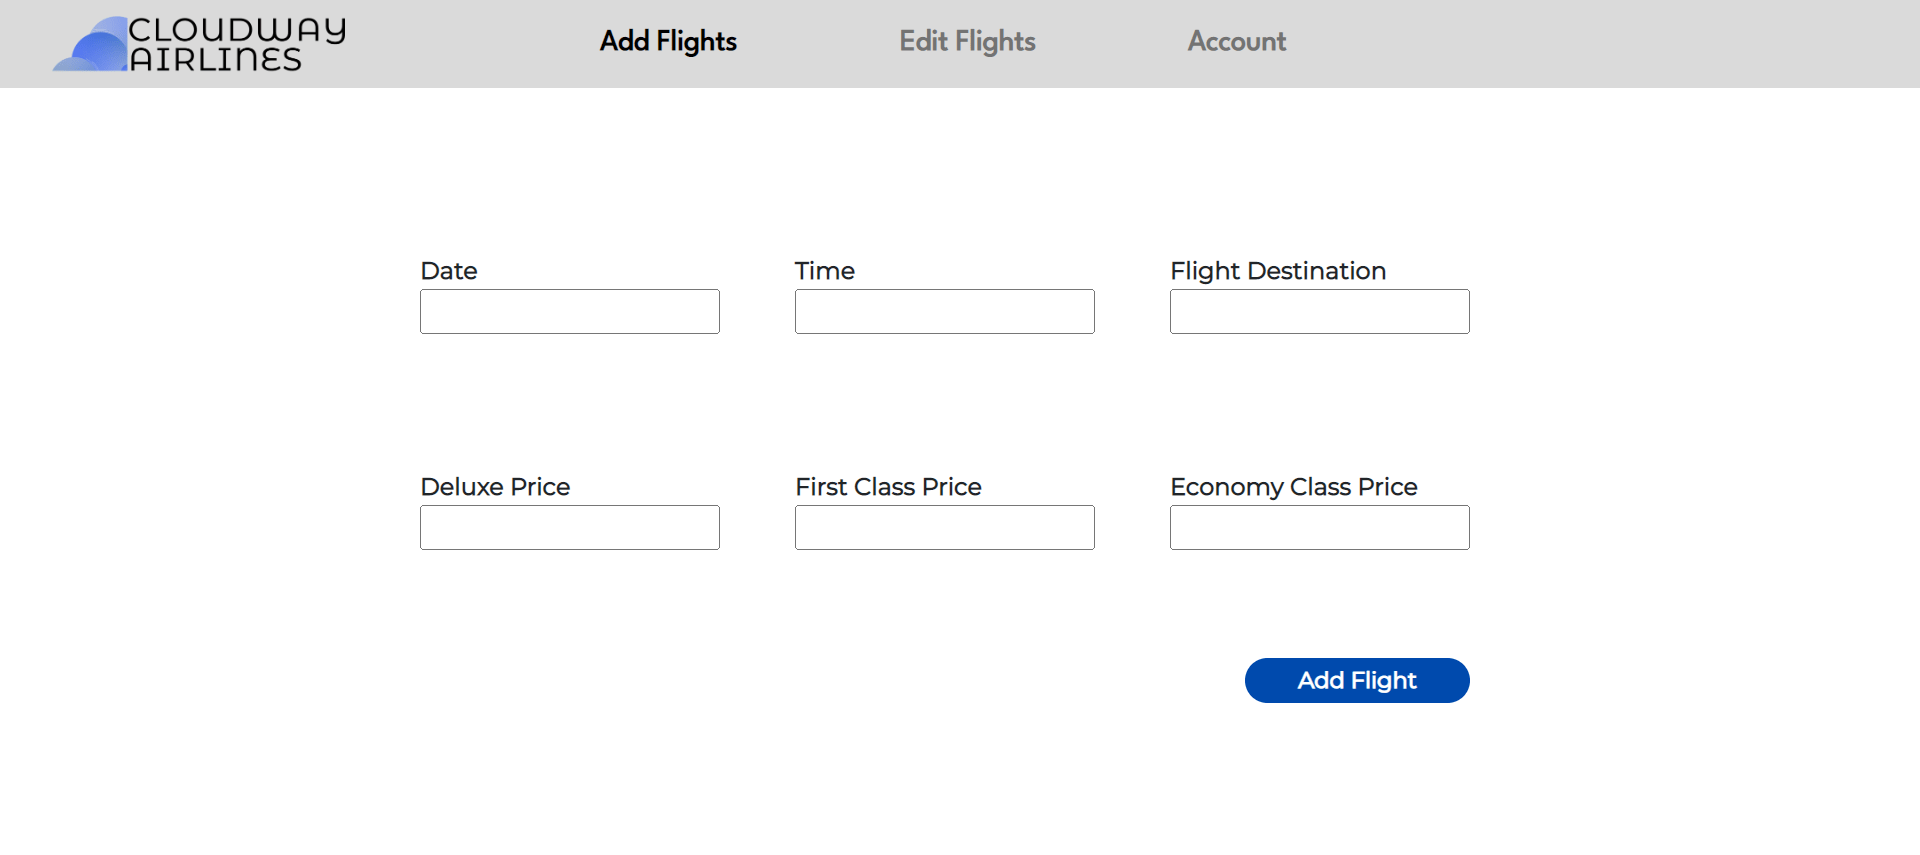 CLOUDWAY
AIRLINES
Add Flights
Edit Flights
Account
Date
Time
Flight Destination
Deluxe Price
First Class Price
Economy Class Price
Add Flight